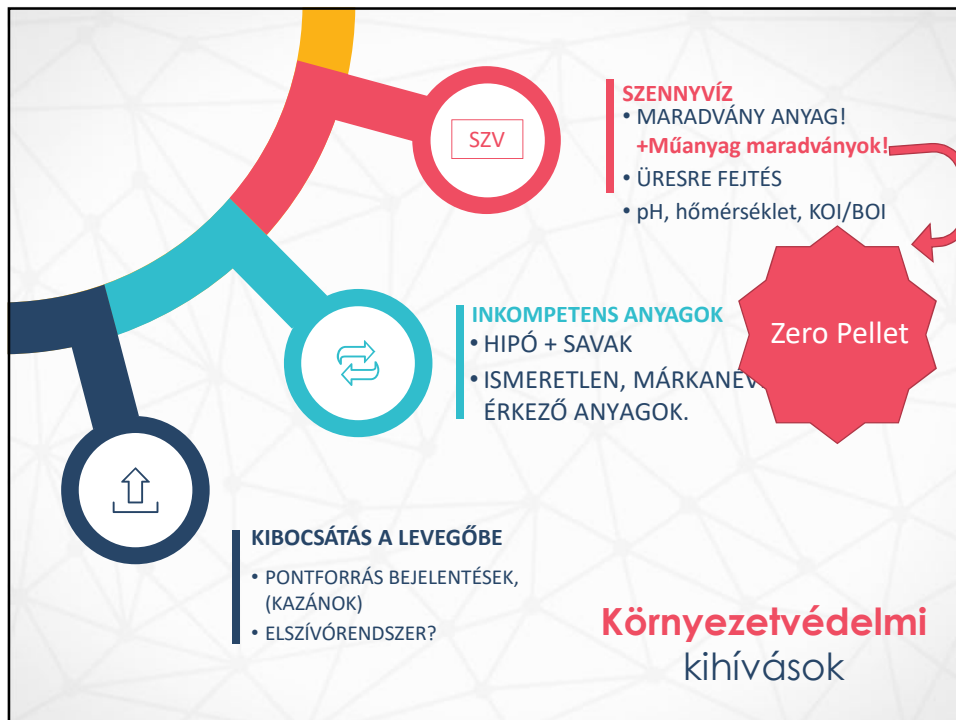 SZV
SZENNYVÍZ
• MARADVÁNY ANYAG!
+Műanyag maradványok!
• ÜRESRE FEJTÉS
• pH, hőmérséklet, KOI/BOI
Zero Pellet
INKOMPETENS ANYAGOK
• HIPÓ + SAVAK
• ISMERETLEN,
ÉRKEZŐ ANYAGOK.
KIBOCSÁTÁS A LEVEGŐBE
• PONTFORRÁS BEJELENTÉSEK,
(KAZÁNOK)
• ELSZÍVÓRENDSZER?
Környezetvédelmi
kihívások